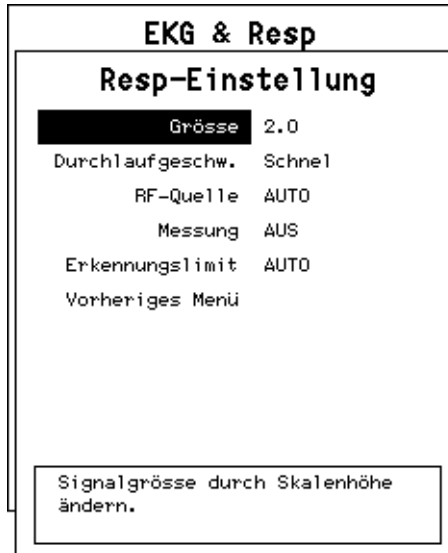 EKG & Resp
Resp-Einstellung
Grösse 2.0
Durchlaufgeschw. Schnel
RF-Quelle AUTO
Messung AUS
Erkennungslimit AUTO
Vorheriges Menü
Signalgrösse durch Skalenhöhe
ändern.